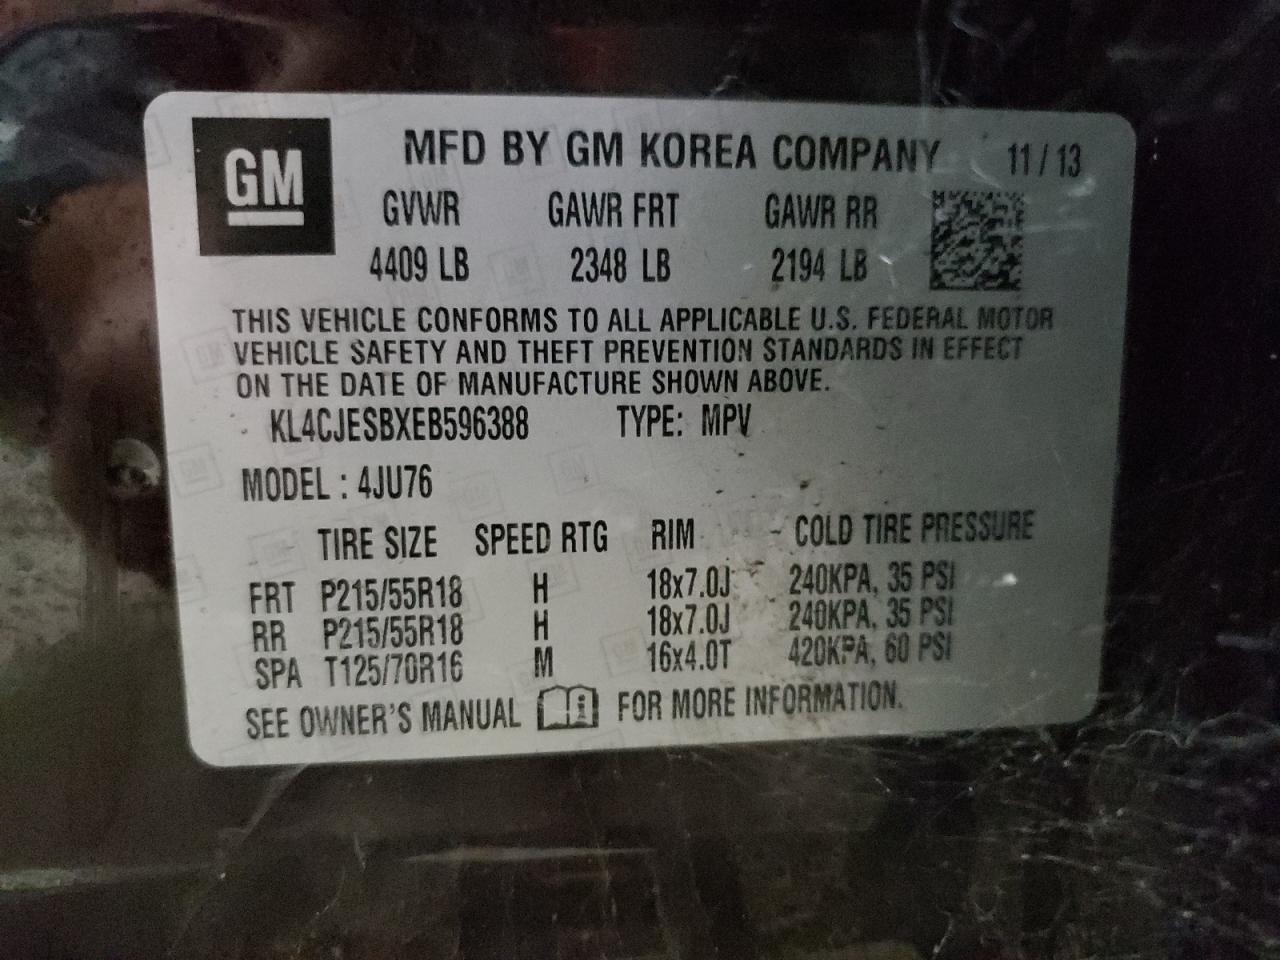 GM MFD BY GM KOREA COMPANY 11 / 13
GVWR GAWR FRT GAWR RR
4409 LB 2348 LB 2194 LB
THIS VEHICLE CONFORMS TO ALL APPLICABLE U.S. FEDERAL MOTOR
VEHICLE SAFETY AND THEFT PREVENTION STANDARDS IN EFFECT
ON THE DATE OF MANUFACTURE SHOWN ABOVE.
KL4CJESBXEB596388 TYPE: MPV
MODEL : 4JU76
TIRE SIZE SPEED RTG RIM COLD TIRE PRESSURE
FRT P215/55R18 H 18x7.0J 240KPA, 35 PSI
RR P215/55R18 H 18x7.0J 240KPA, 35 PSI
SPA T125/70R16 M 16x4.0T 420KPA, 60 PSI
SEE OWNER'S MANUAL FOR MORE INFORMATION.